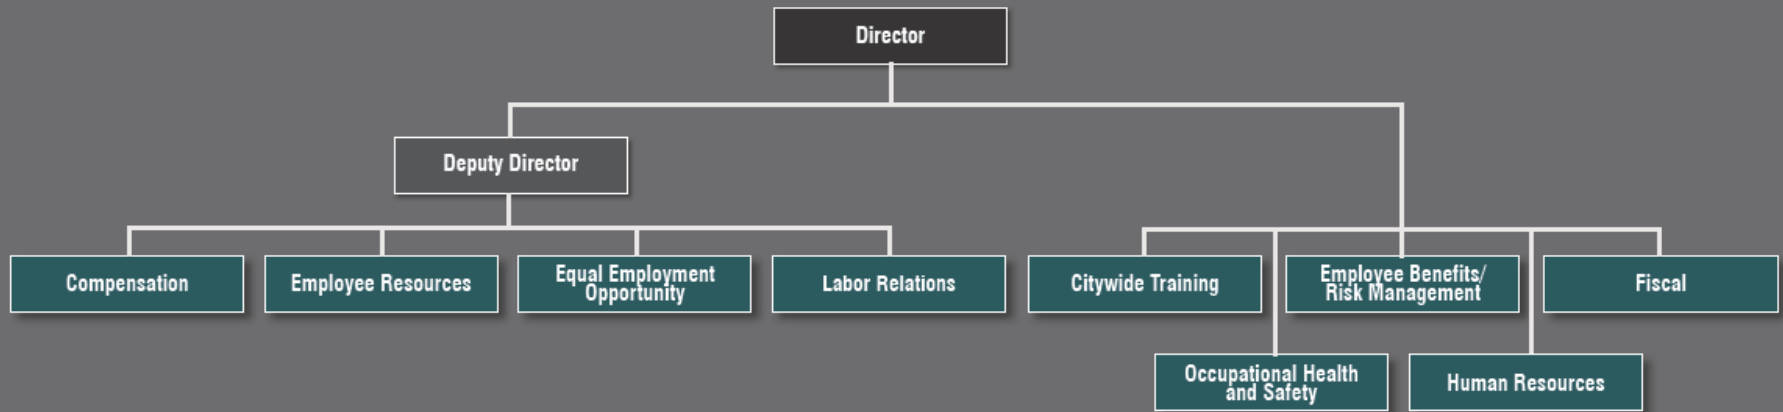 Director
Deputy Director
Compensation
Employee Resources
Equal Employment
Opportunity
Labor Relations
Citywide Training
Employee Benefits/
Risk Management
Fiscal
Occupational Health
and Safety
Human Resources